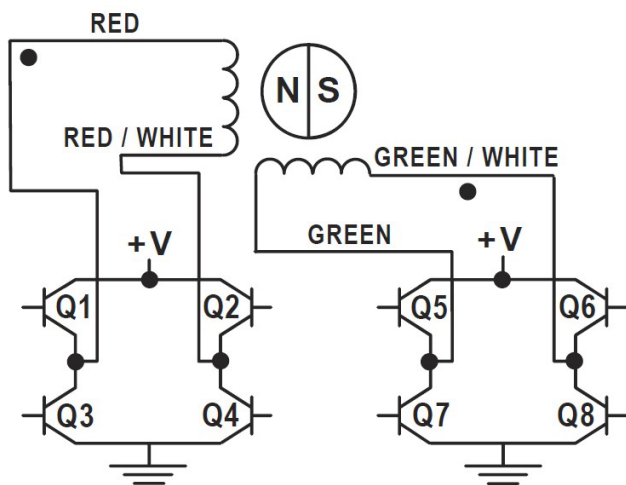 RED
N S
RED / WHITE
GREEN / WHITE
GREEN
+V
+V
Q1 Q2 Q5 Q6
Q3 Q4 Q7 Q8